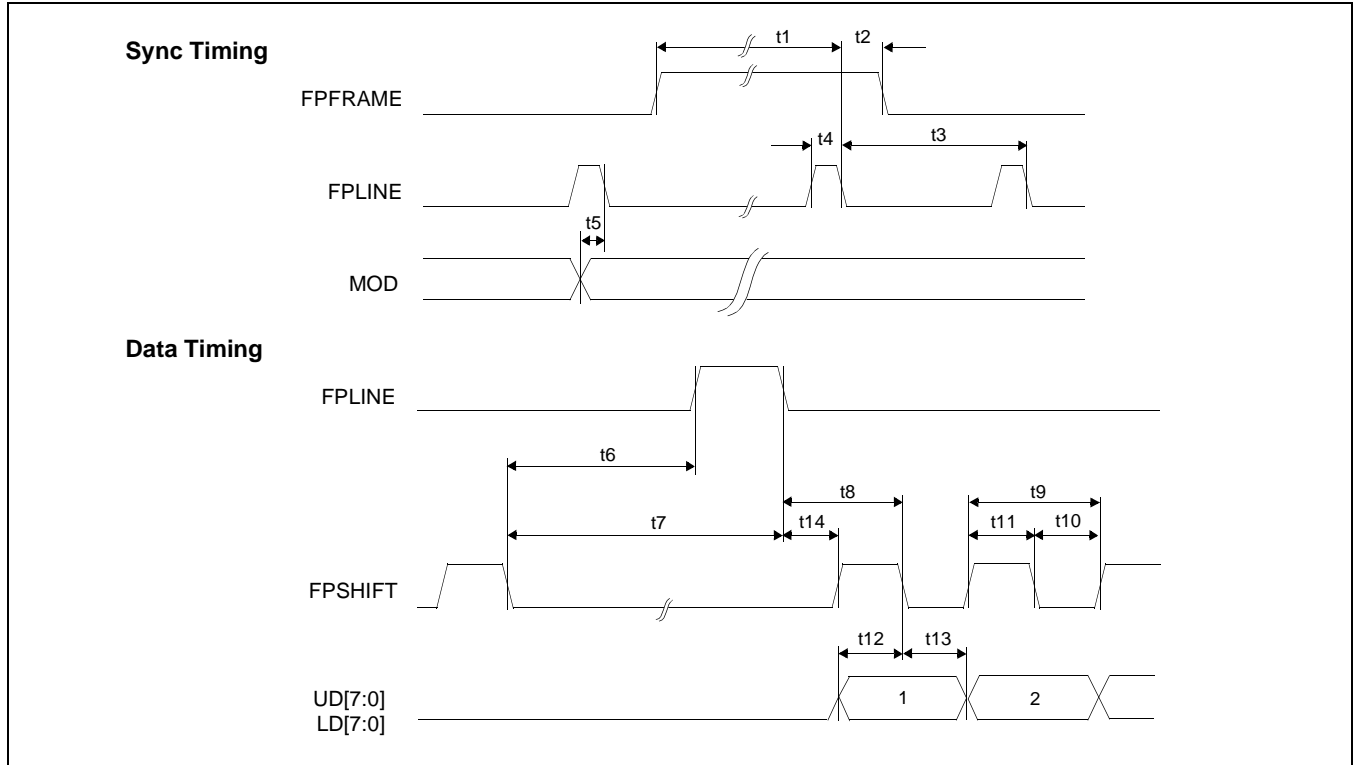 Sync Timing
t1 t2
FPFRAME
t4 t3
FPLINE
t5
MOD
Data Timing
FPLINE
t6
t8 t9
t7 t14 t11 t10
FPSHIFT
t12 t13
UD[7:0] 1 2
LD[7:0]